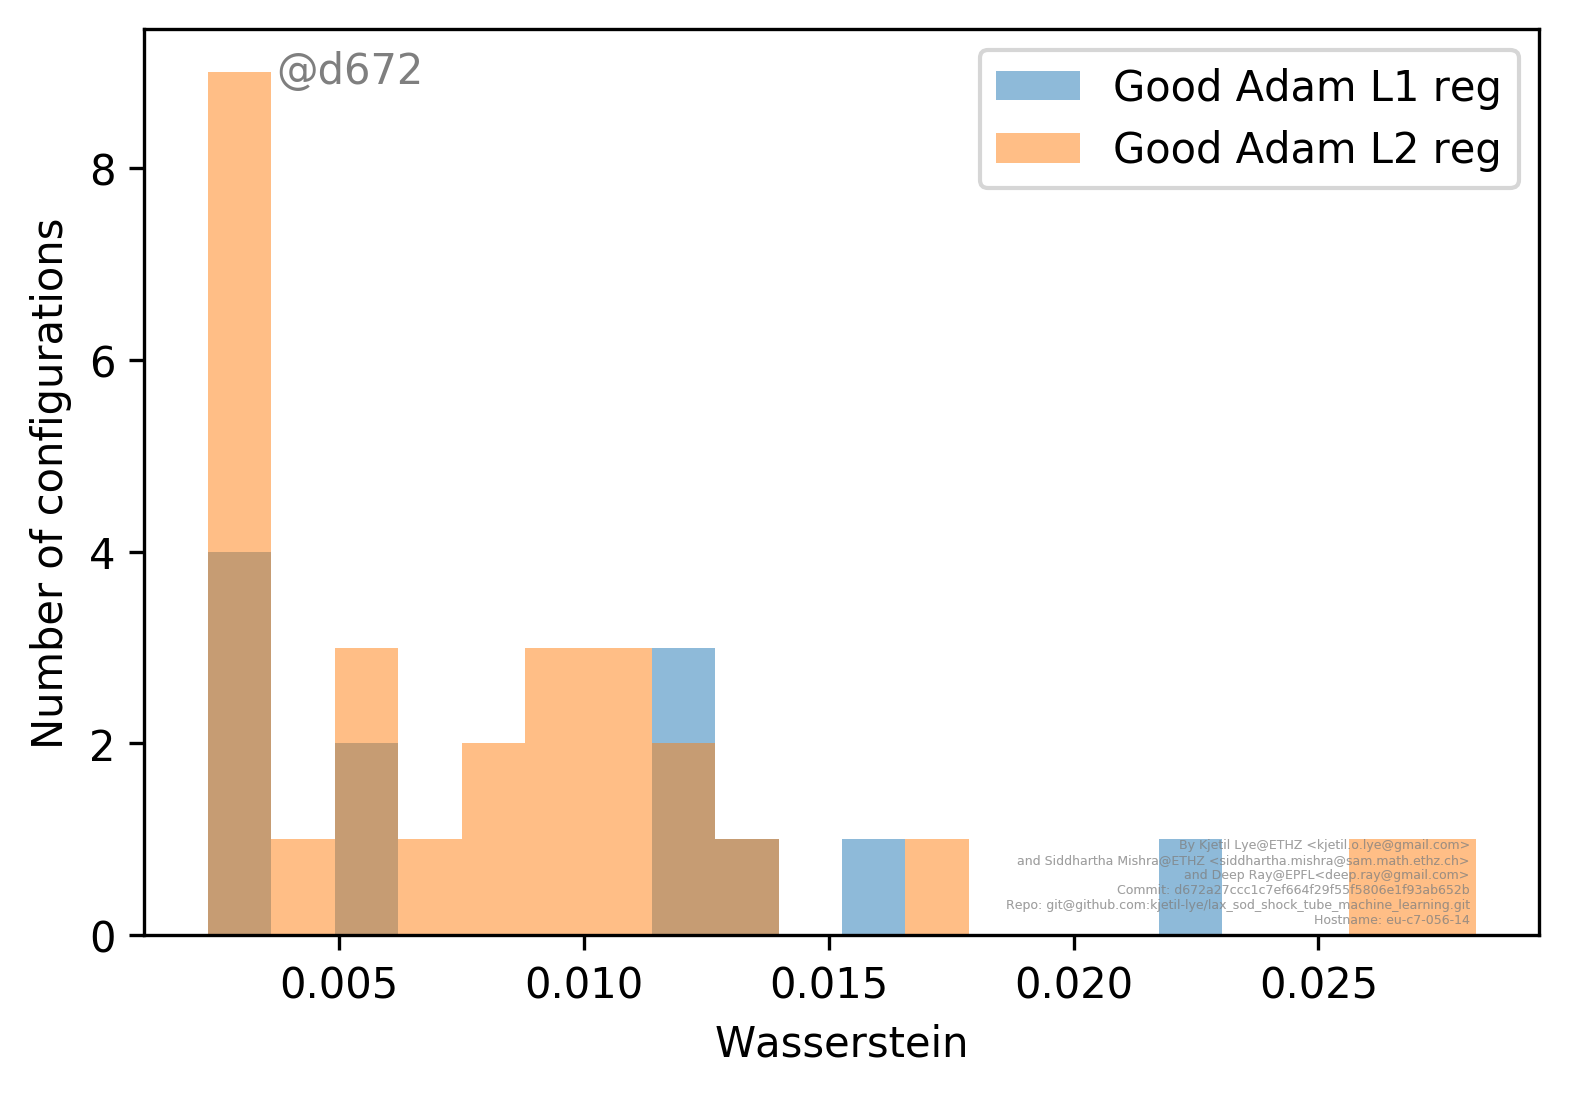 @d672
Good Adam L1 reg
Good Adam L2 reg
Number of configurations
8
6
4
2
0
0.005 0.010 0.015 0.020 0.025
Wasserstein
By Kjetil Lye@ETHZ <kjetil.o.lye@gmail.com>
and Siddhartha Mishra@ETHZ <siddhartha.mishra@sam.math.ethz.ch>
and Deep Ray@EPFL<deep.ray@gmail.com>
Commit: d672a27ccc1c7ef664f29f55f5806e1f93ab652b
Repo: git@github.com:kjetil-lye/lax_sod_shock_tube_machine_learning.git
Hostname: eu-c7-056-14